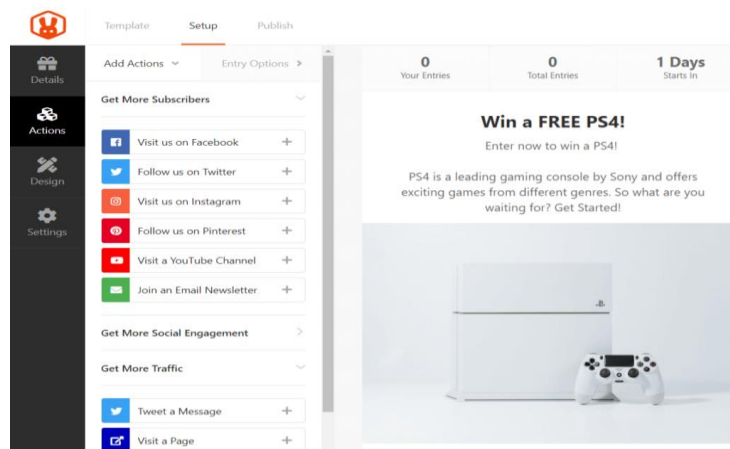 Template Setup Publish
Details
Actions
Design
Settings
Add Actions Entry Options
Get More Subscribers
Visit us on Facebook
Follow us on Twitter
Visit us on Instagram
Follow us on Pinterest
Visit a YouTube Channel
Join an Email Newsletter
Get More Social Engagement
Get More Traffic
Tweet a Message
Visit a Page
0 0 1 Days
Your Entries Total Entries Starts In
Win a FREE PS4!
Enter now to win a PS4!
PS4 is a leading gaming console by Sony and offers
exciting games from different genres. So what are you
waiting for? Get Started!